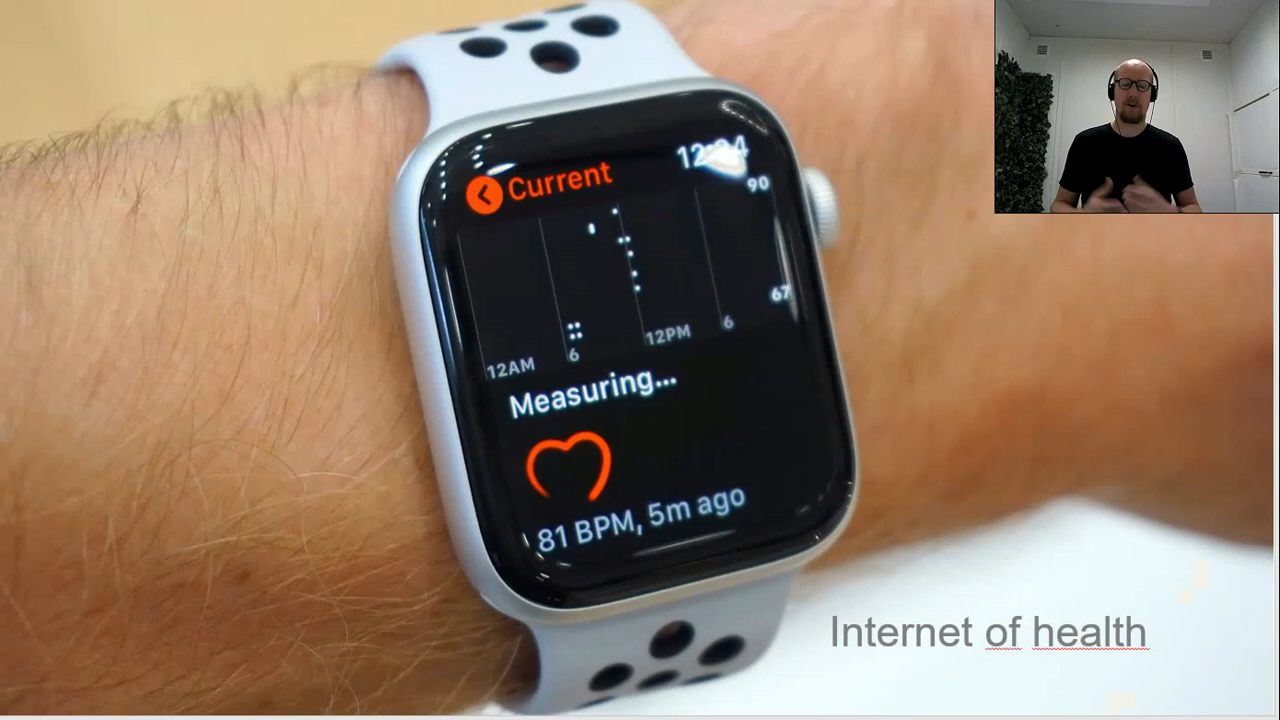 Current
90
67
12AM
6
12PM
6
Measuring...
81 BPM, 5m ago
Internet of health